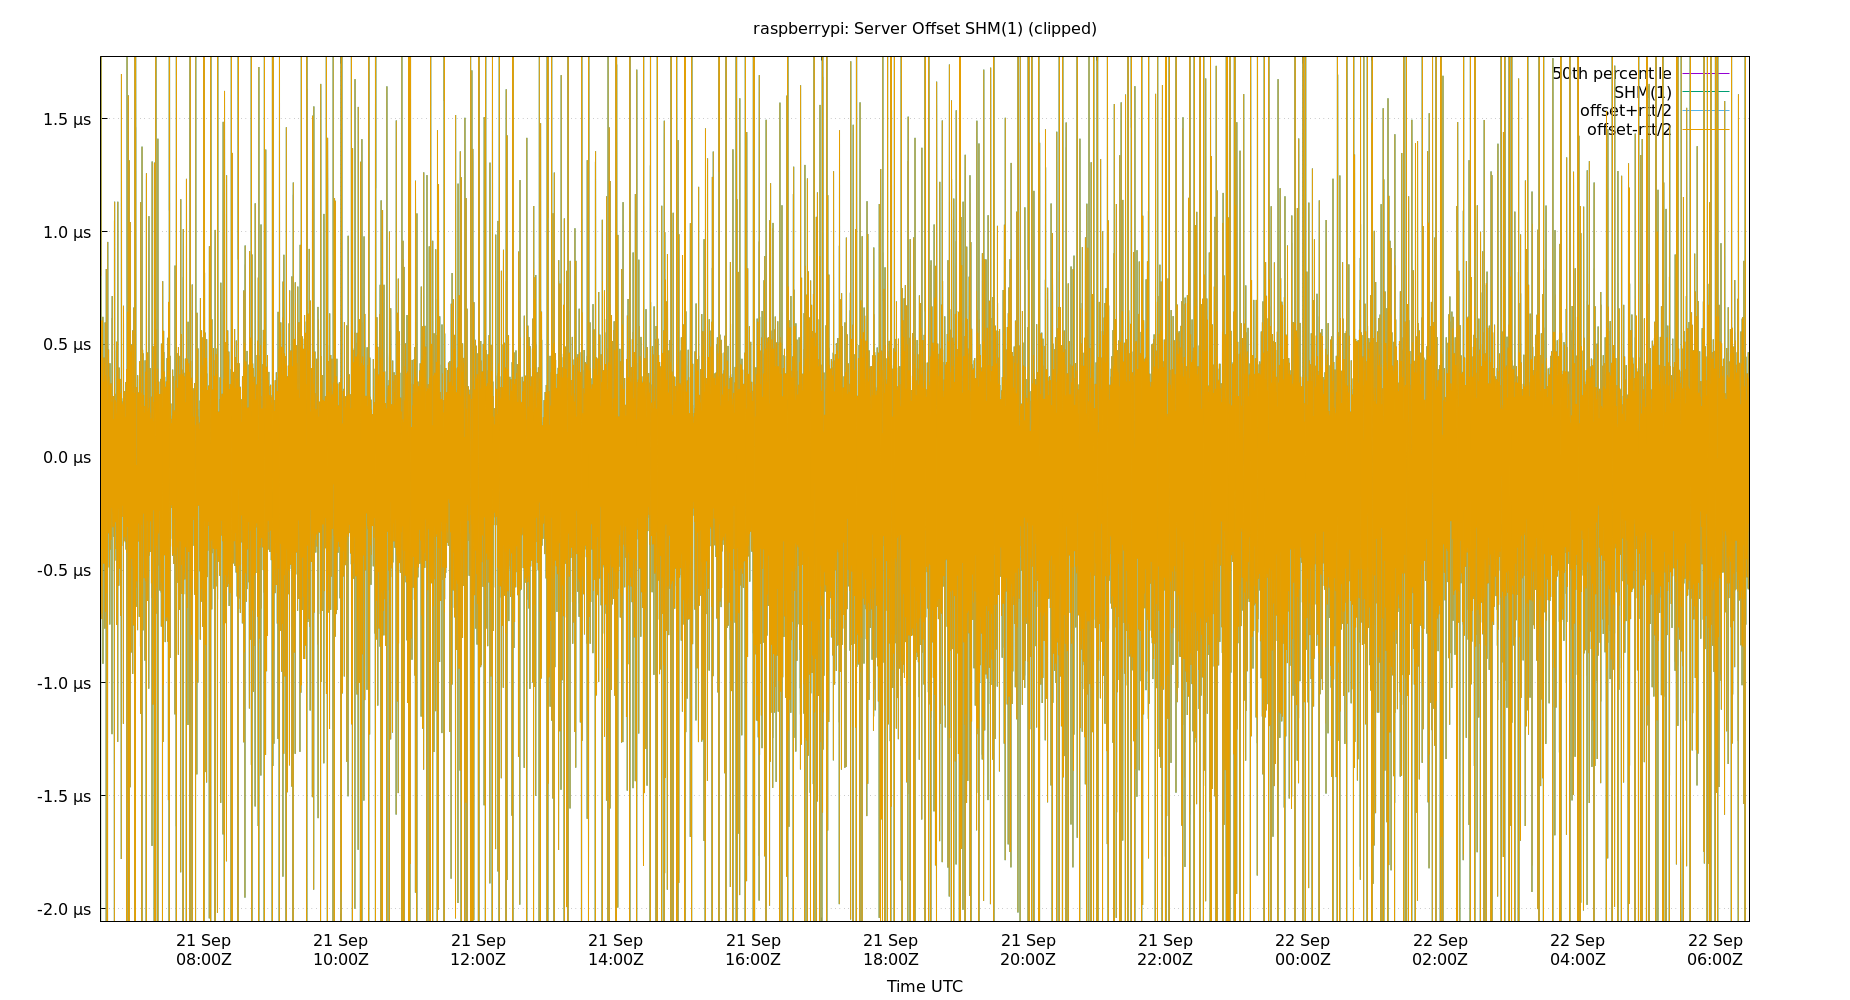 raspberrypi: Server Offset SHM(1) (clipped)
50th percentile
SHM(1)
offset+rtt/2
offset-rtt/2
1.5 µs
1.0 µs
0.5 µs
0.0 µs
-0.5 µs
-1.0 µs
-1.5 µs
-2.0 µs
21 Sep 21 Sep 21 Sep 21 Sep 21 Sep 21 Sep 21 Sep 21 Sep 22 Sep 22 Sep 22 Sep 22 Sep
08:00Z 10:00Z 12:00Z 14:00Z 16:00Z 18:00Z 20:00Z 22:00Z 00:00Z 02:00Z 04:00Z 06:00Z
Time UTC